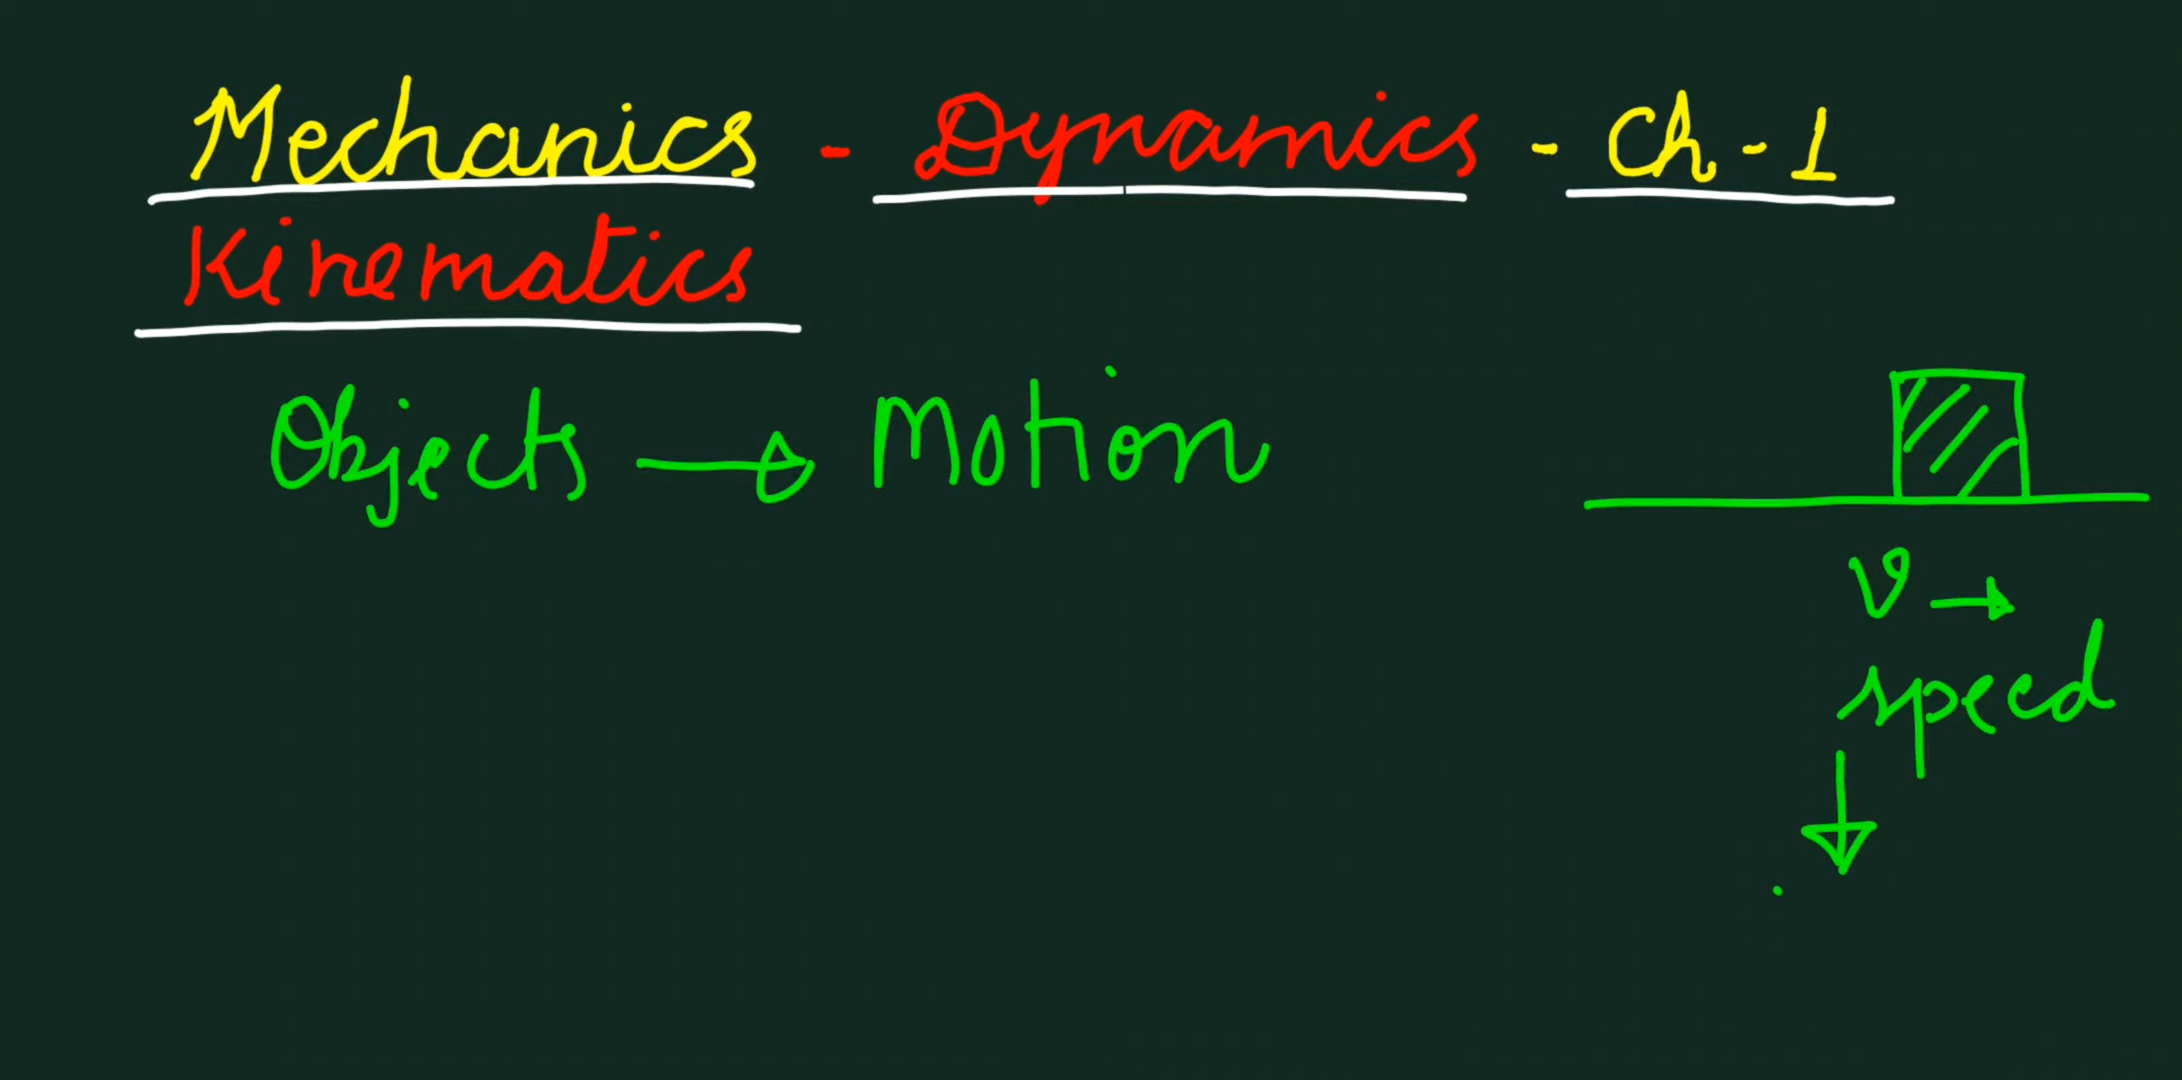 Mechanics - Dynamics - Ch - 1
Kinematics
Objects → Motion
v →
speed